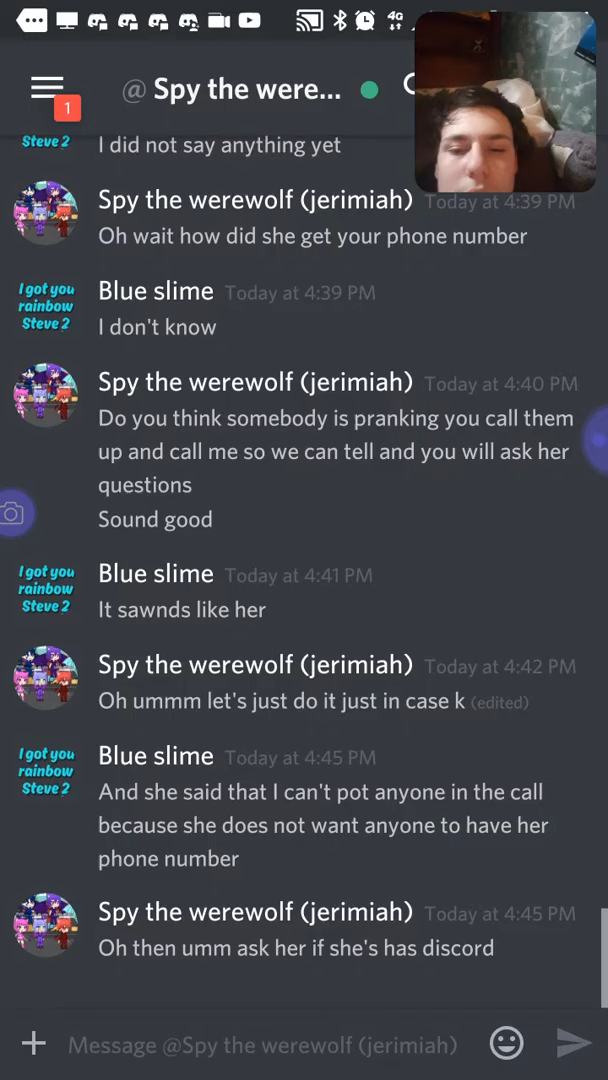 4G
1
@ Spy the were...
Steve 2
I did not say anything yet
Spy the werewolf (jerimiah) Today at 4:39 PM
Oh wait how did she get your phone number
I got you
rainbow
Steve 2
Blue slime Today at 4:39 PM
I don't know
Spy the werewolf (jerimiah) Today at 4:40 PM
Do you think somebody is pranking you call them
up and call me so we can tell and you will ask her
questions
Sound good
I got you
rainbow
Steve 2
Blue slime Today at 4:41 PM
It sawnds like her
Spy the werewolf (jerimiah) Today at 4:42 PM
Oh ummm let's just do it just in case k (edited)
I got you
rainbow
Steve 2
Blue slime Today at 4:45 PM
And she said that I can't pot anyone in the call
because she does not want anyone to have her
phone number
Spy the werewolf (jerimiah) Today at 4:45 PM
Oh then umm ask her if she's has discord
Message @Spy the werewolf (jerimiah)